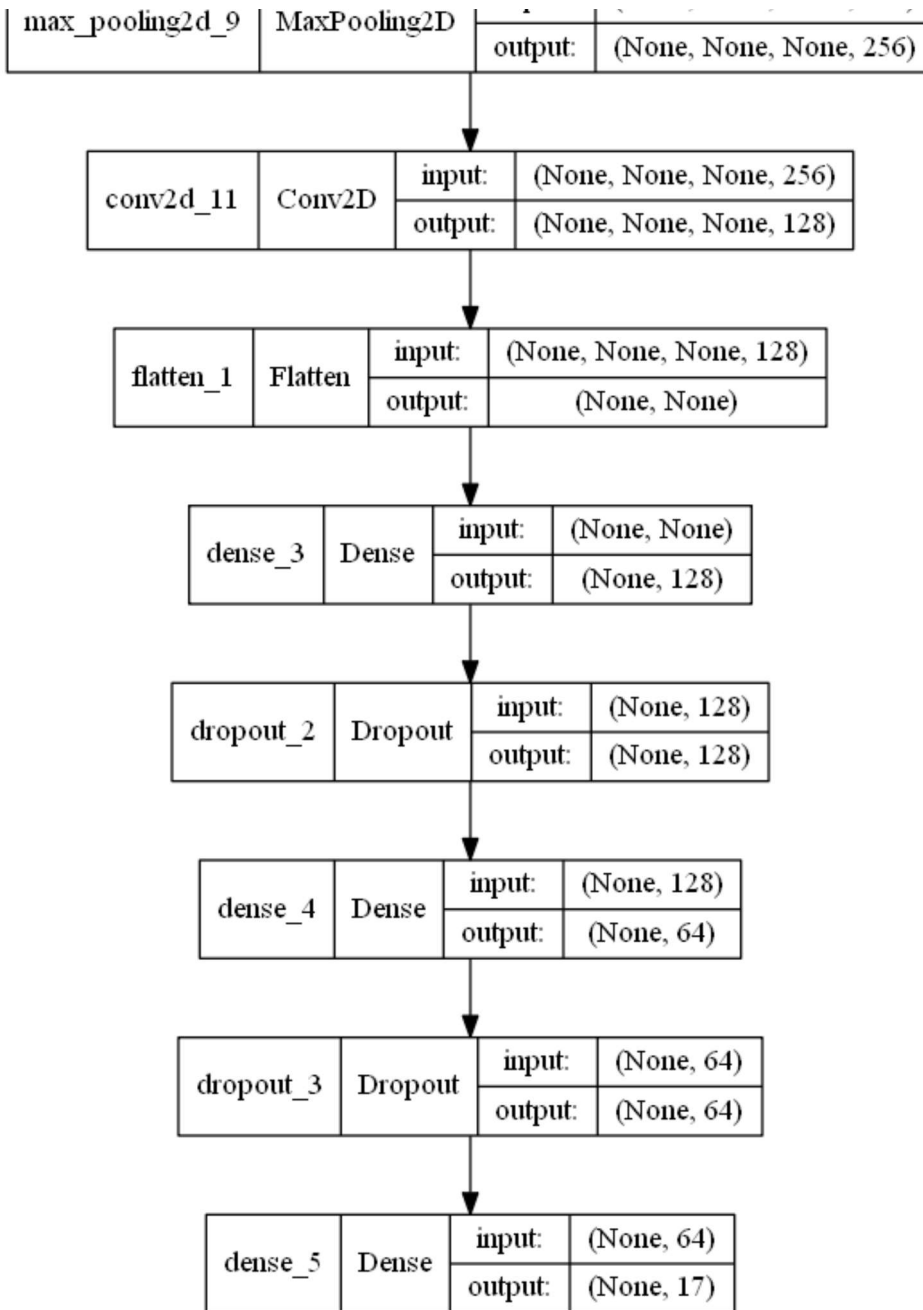 max_pooling2d_9 MaxPooling2D
output: (None, None, None, 256)
conv2d_11 Conv2D input: (None, None, None, 256)
output: (None, None, None, 128)
flatten_1 Flatten input: (None, None, None, 128)
output: (None, None)
dense_3 Dense input: (None, None)
output: (None, 128)
dropout_2 Dropout input: (None, 128)
output: (None, 128)
dense_4 Dense input: (None, 128)
output: (None, 64)
dropout_3 Dropout input: (None, 64)
output: (None, 64)
dense_5 Dense input: (None, 64)
output: (None, 17)